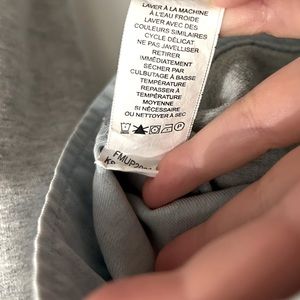 LAVER À LA MACHINE
À L'EAU FROIDE
LAVER AVEC DES
COULEURS SIMILAIRES
CYCLE DÉLICAT
NE PAS JAVELLISER
RETIRER
IMMÉDIATEMENT
SÉCHER PAR
CULBUTAGE À BASSE
TEMPÉRATURE
REPASSER À
TEMPÉRATURE
MOYENNE
SI NÉCESSAIRE
OU NETTOYER À SEC